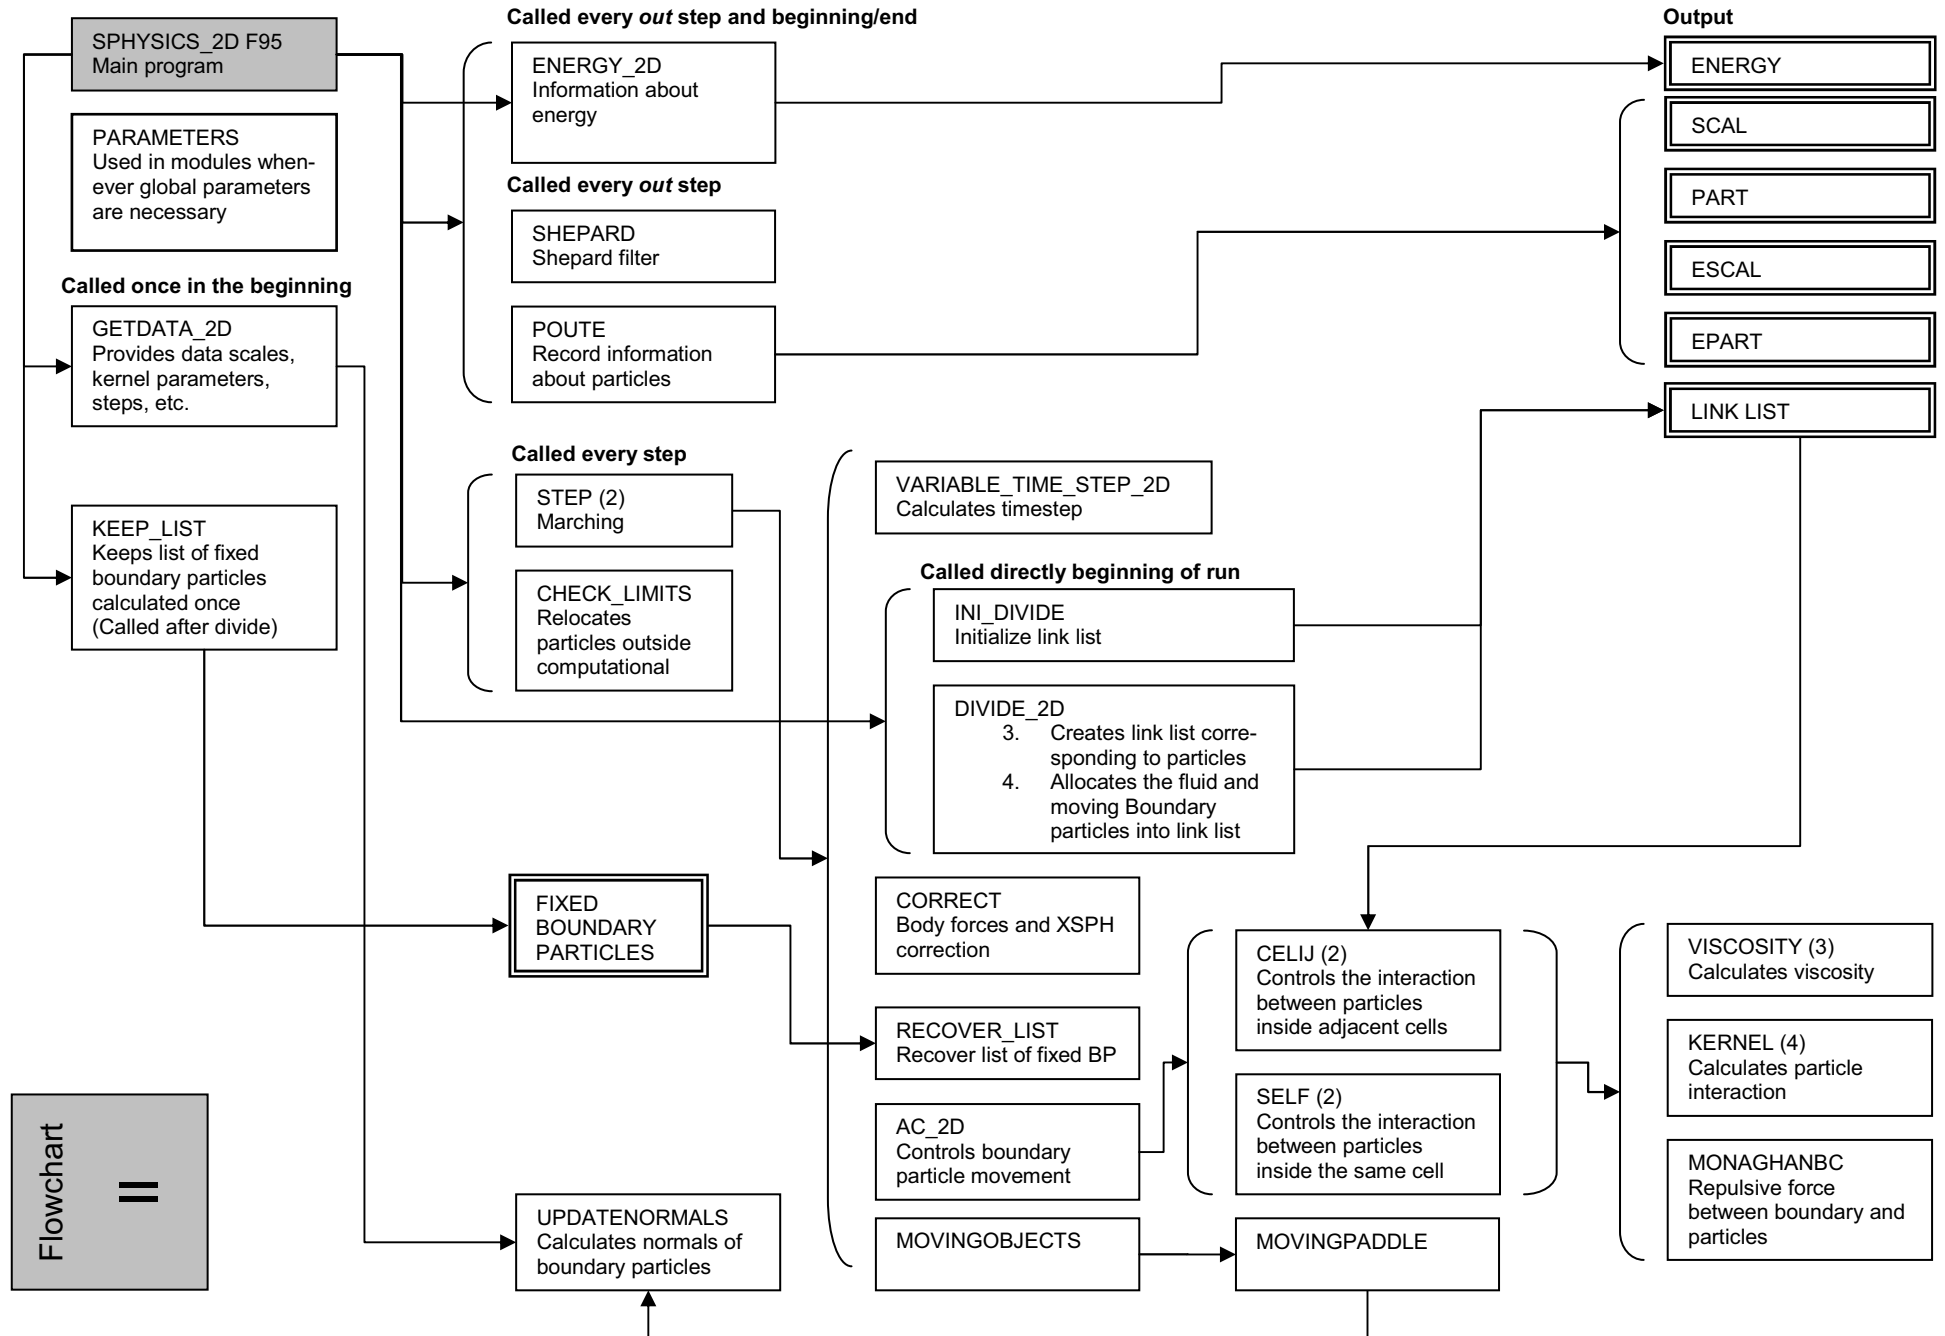 SPHYSICS_2D F95
Main program
PARAMETERS
Used in modules when-
ever global parameters
are necessary
Called once in the beginning
GETDATA_2D
Provides data scales,
kernel parameters,
steps, etc.
KEEP_LIST
Keeps list of fixed
boundary particles
calculated once
(Called after divide)
Flowchart
II
Called every out step and beginning/end
ENERGY_2D
Information about
energy
Called every out step
SHEPARD
Shepard filter
POUTE
Record information
about particles
Called every step
STEP (2)
Marching
CHECK_LIMITS
Relocates
particles outside
computational
FIXED
BOUNDARY
PARTICLES
UPDATENORMALS
Calculates normals of
boundary particles
VARIABLE_TIME_STEP_2D
Calculates timestep
Called directly beginning of run
INI_DIVIDE
Initialize link list
DIVIDE_2D
3. Creates link list corre-
sponding to particles
4. Allocates the fluid and
moving Boundary
particles into link list
CORRECT
Body forces and XSPH
correction
RECOVER_LIST
Recover list of fixed BP
AC_2D
Controls boundary
particle movement
MOVINGOBJECTS
CELIJ (2)
Controls the interaction
between particles
inside adjacent cells
SELF (2)
Controls the interaction
between particles
inside the same cell
MOVINGPADDLE
Output
ENERGY
SCAL
PART
ESCAL
EPART
LINK LIST
VISCOSITY (3)
Calculates viscosity
KERNEL (4)
Calculates particle
interaction
MONAGHANBC
Repulsive force
between boundary and
particles